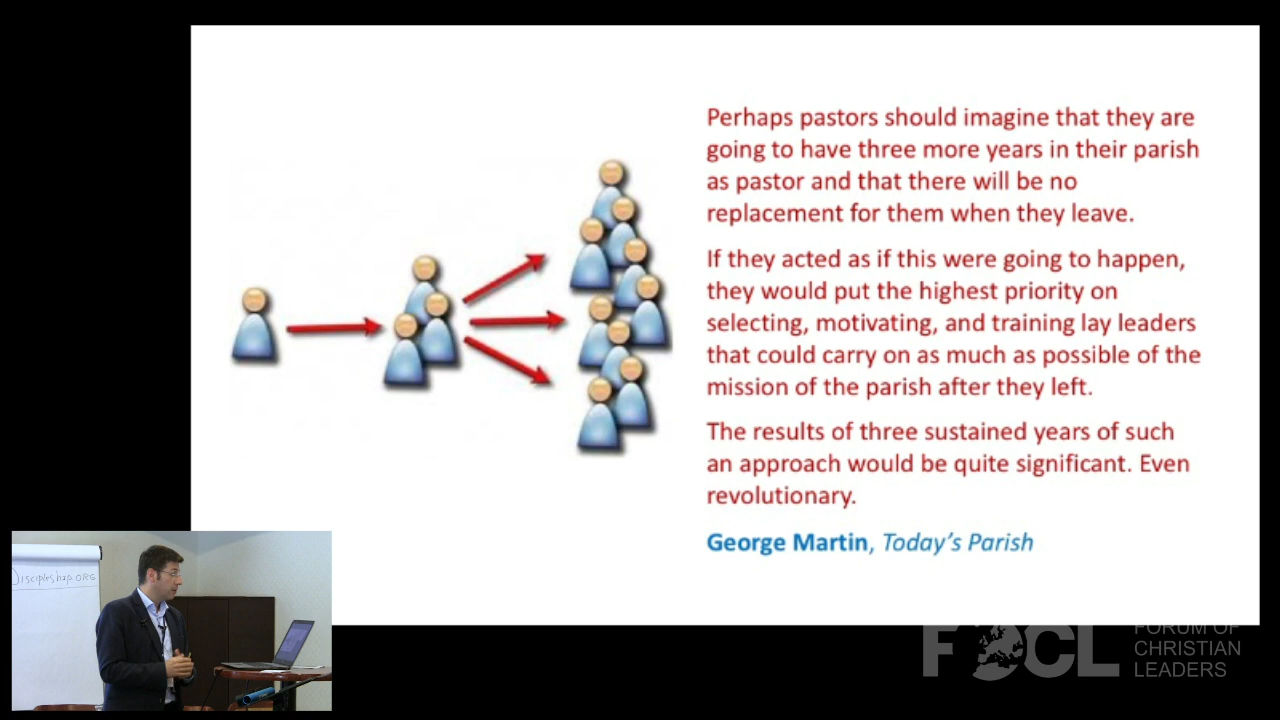 Perhaps pastors should imagine that they are
going to have three more years in their parish
as pastor and that there will be no
replacement for them when they leave.
If they acted as if this were going to happen,
they would put the highest priority on
selecting, motivating, and training lay leaders
that could carry on as much as possible of the
mission of the parish after they left.
The results of three sustained years of such
an approach would be quite significant. Even
revolutionary.
George Martin, Today's Parish
Discipleship.ORG
FOCL
FORUM OF
CHRISTIAN
LEADERS